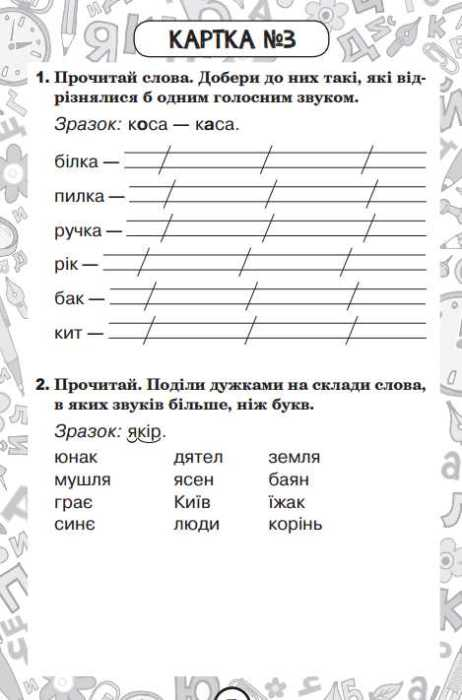 КАРТКА №3
1. Прочитай слова. Добери до них такі, які від-
різнялися б одним голосним звуком.
Зразок: коса — каса.
білка —
пилка —
ручка —
рік —
бак —
кит —
2. Прочитай. Поділи дужками на склади слова,
в яких звуків більше, ніж букв.
Зразок: якір.
юнак дятел земля
мушля ясен баян
грає Київ їжак
синє люди корінь